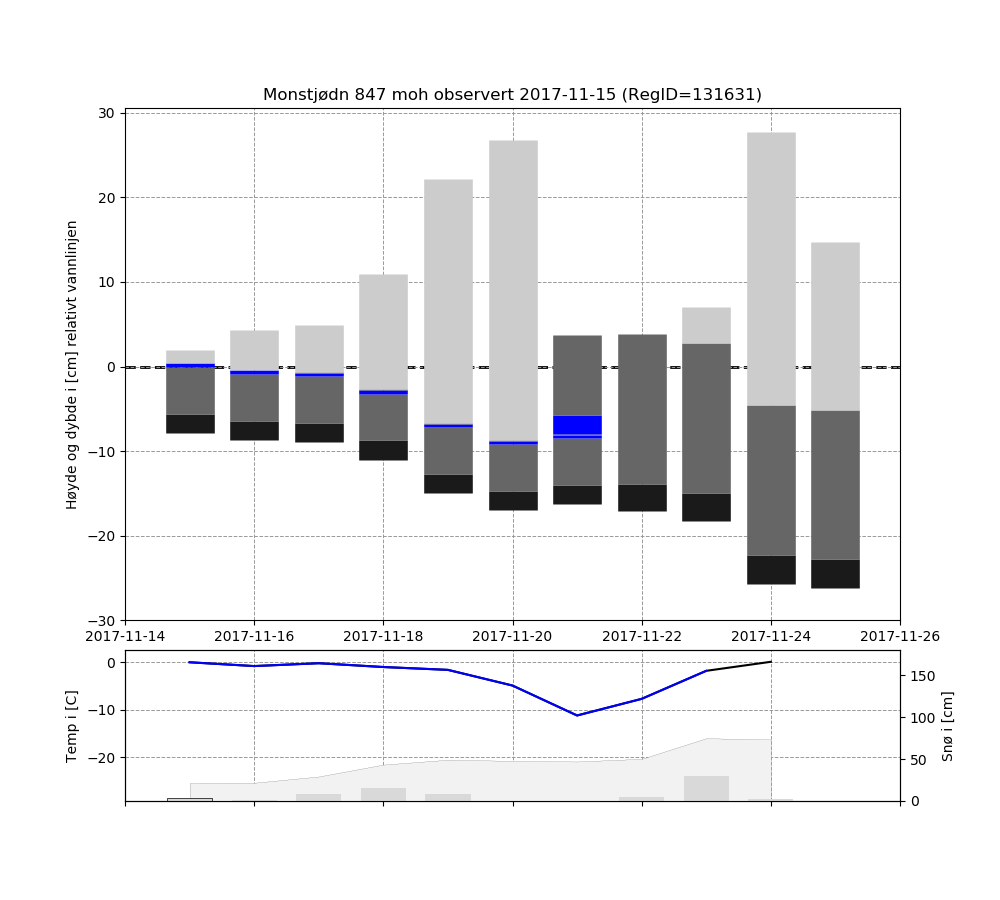 Monstjødn 847 moh observert 2017-11-15 (RegID=131631)
Høyde og dybde i [cm] relativt vannlinjen
30
20
10
0
−10
−20
−30
2017-11-14 2017-11-16 2017-11-18 2017-11-20 2017-11-22 2017-11-24 2017-11-26
Temp i [C]
0
−10
−20
150
100
50
0
Snø i [cm]